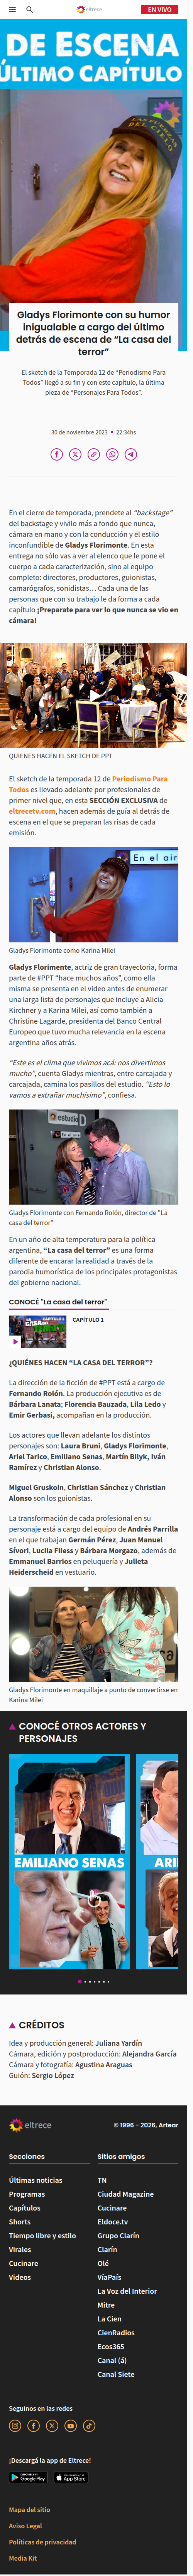 eltrece
EN VIVO
DE ESCENA
ÚLTIMO CAPÍTUL
Gladys Florimonte con su humor
inigualable a cargo del último
detrás de escena de “La casa del
terror”
El sketch de la Temporada 12 de “Periodismo Para
Todos” llegó a su fin y con este capítulo, la última
pieza de “Personajes Para Todos”.
30 de noviembre 2023 • 22:34hs
En el cierre de temporada, prendete al “backstage”
del backstage y vivilo más a fondo que nunca,
cámara en mano y con la conducción y el estilo
inconfundible de Gladys Florimonte. En esta
entrega no sólo vas a ver al elenco que le pone el
cuerpo a cada caracterización, sino al equipo
completo: directores, productores, guionistas,
camarógrafos, sonidistas… Cada una de las
personas que con su trabajo le da forma a cada
capítulo ¡Preparate para ver lo que nunca se vio en
cámara!
QUIENES HACEN EL SKETCH DE PPT
El sketch de la temporada 12 de Periodismo Para
Todos es llevado adelante por profesionales de
primer nivel que, en esta SECCIÓN EXCLUSIVA de
eltrecetv.com, hacen además de guía al detrás de
escena en el que se preparan las risas de cada
emisión.
En el aire
Gladys Florimonte como Karina Milei
Gladys Florimonte, actriz de gran trayectoria, forma
parte de #PPT “hace muchos años”, como ella
misma se presenta en el video antes de enumerar
una larga lista de personajes que incluye a Alicia
Kirchner y a Karina Milei, así como también a
Christine Lagarde, presidenta del Banco Central
Europeo que tuvo mucha relevancia en la escena
argentina años atrás.
“Este es el clima que vivimos acá: nos divertimos
mucho”, cuenta Gladys mientras, entre carcajada y
carcajada, camina los pasillos del estudio. “Esto lo
vamos a extrañar muchísimo”, confiesa.
estudio D
Gladys Florimonte con Fernando Rolón, director de "La
casa del terror"
En un año de alta temperatura para la política
argentina, “La casa del terror” es una forma
diferente de encarar la realidad a través de la
parodia humorística de los principales protagonistas
del gobierno nacional.
CONOCÉ "La casa del terror"
CAPÍTULO 1
¿QUIÉNES HACEN “LA CASA DEL TERROR”?
La dirección de la ficción de #PPT está a cargo de
Fernando Rolón. La producción ejecutiva es de
Bárbara Lanata; Florencia Bauzada, Lila Ledo y
Emir Gerbasi, acompañan en la producción.
Los actores que llevan adelante los distintos
personajes son: Laura Bruni, Gladys Florimonte,
Ariel Tarico, Emiliano Senas, Martín Bilyk, Iván
Ramírez y Christian Alonso.
Miguel Gruskoin, Christian Sánchez y Christian
Alonso son los guionistas.
La transformación de cada profesional en su
personaje está a cargo del equipo de Andrés Parrilla
en el que trabajan Germán Pérez, Juan Manuel
Sívori, Lucila Fliess y Bárbara Morgazo, además de
Emmanuel Barrios en peluquería y Julieta
Heiderscheid en vestuario.
Gladys Florimonte en maquillaje a punto de convertirse en
Karina Milei
CONOCÉ OTROS ACTORES Y
PERSONAJES
EMILIANO SENAS
ARI
CRÉDITOS
Idea y producción general: Juliana Yardín
Cámara, edición y postproducción: Alejandra García
Cámara y fotografía: Agustina Araguas
Guión: Sergio López
eltrece
© 1996 - 2026, Artear
Secciones
Últimas noticias
Programas
Capítulos
Shorts
Tiempo libre y estilo
Virales
Cucinare
Videos
Sitios amigos
TN
Ciudad Magazine
Cucinare
Eldoce.tv
Grupo Clarín
Clarín
Olé
VíaPaís
La Voz del Interior
Mitre
La Cien
CienRadios
Ecos365
Canal (á)
Canal Siete
Seguinos en las redes
¡Descargá la app de Eltrece!
Google Play
App Store
Mapa del sitio
Aviso Legal
Políticas de privacidad
Media Kit